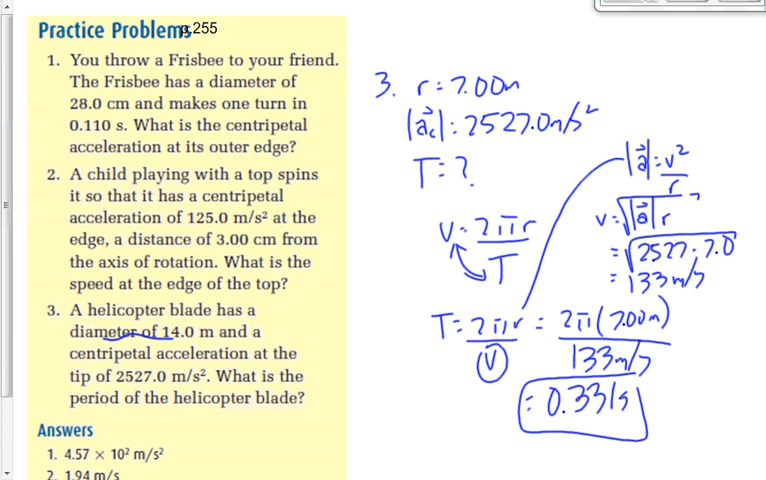 Practice Problems p.255
1. You throw a Frisbee to your friend.
The Frisbee has a diameter of
28.0 cm and makes one turn in
0.110 s. What is the centripetal
acceleration at its outer edge?
2. A child playing with a top spins
it so that it has a centripetal
acceleration of 125.0 m/s² at the
edge, a distance of 3.00 cm from
the axis of rotation. What is the
speed at the edge of the top?
3. A helicopter blade has a
diameter of 14.0 m and a
centripetal acceleration at the
tip of 2527.0 m/s². What is the
period of the helicopter blade?
Answers
1. 4.57 × 10² m/s²
2. 1.94 m/s
3. r = 7.00m
|a⃗c| = 2527.0 m/s²
T = ?
v = 2πr / T
|a⃗| = v² / r
v = √|a⃗| r
= √2527 · 7.0
= 133 m/s
T = 2πr / v = 2π(7.00m) / 133m/s
= 0.331s